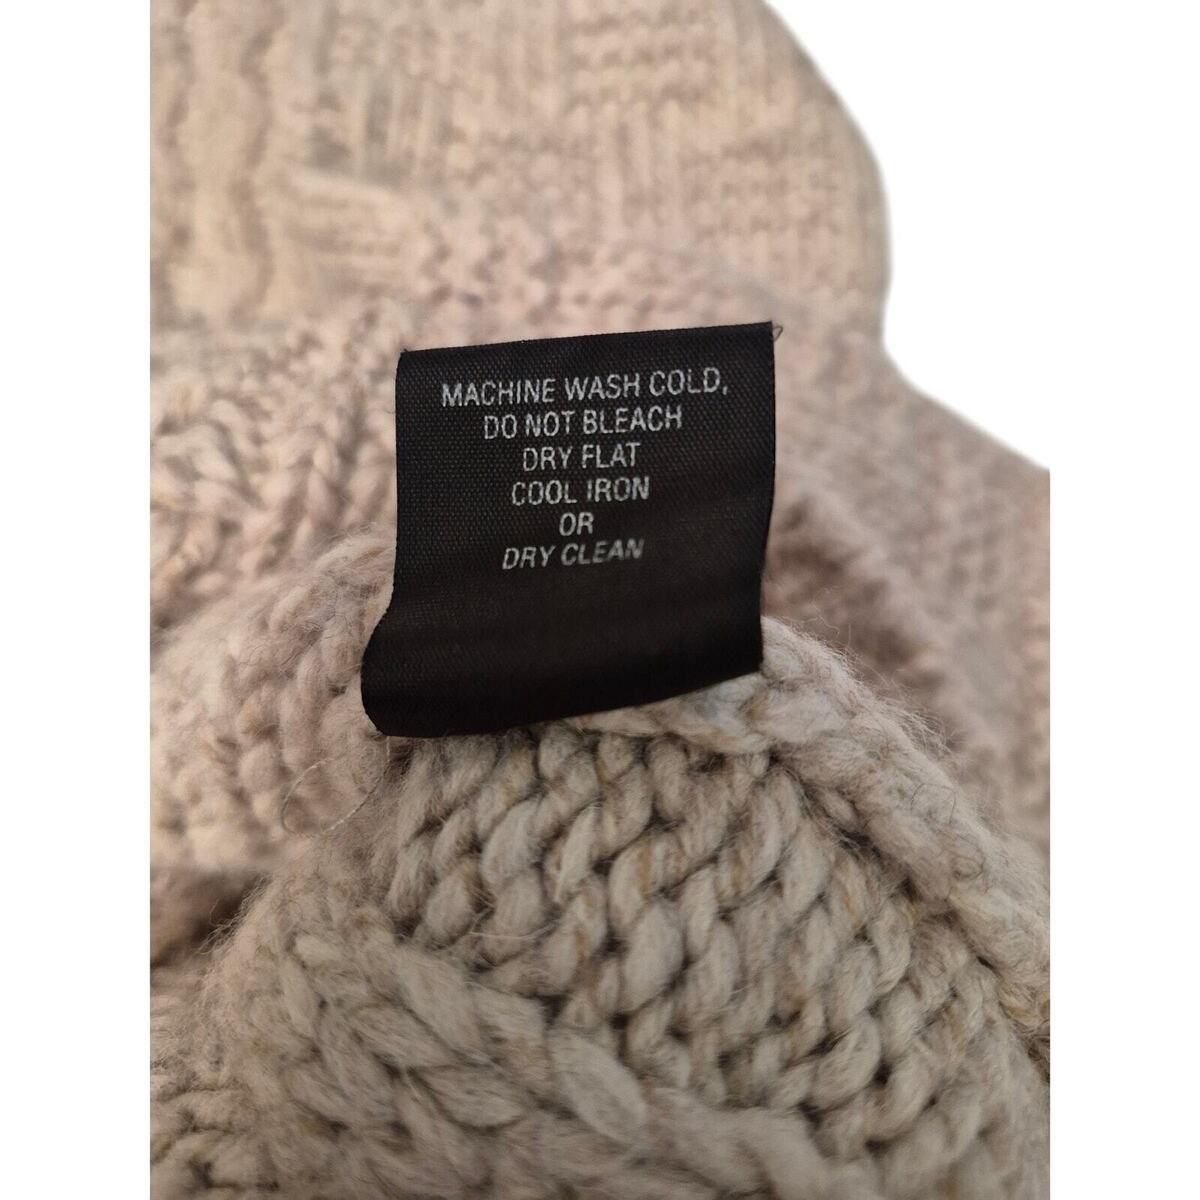 MACHINE WASH COLD,
DO NOT BLEACH
DRY FLAT
COOL IRON
OR
DRY CLEAN